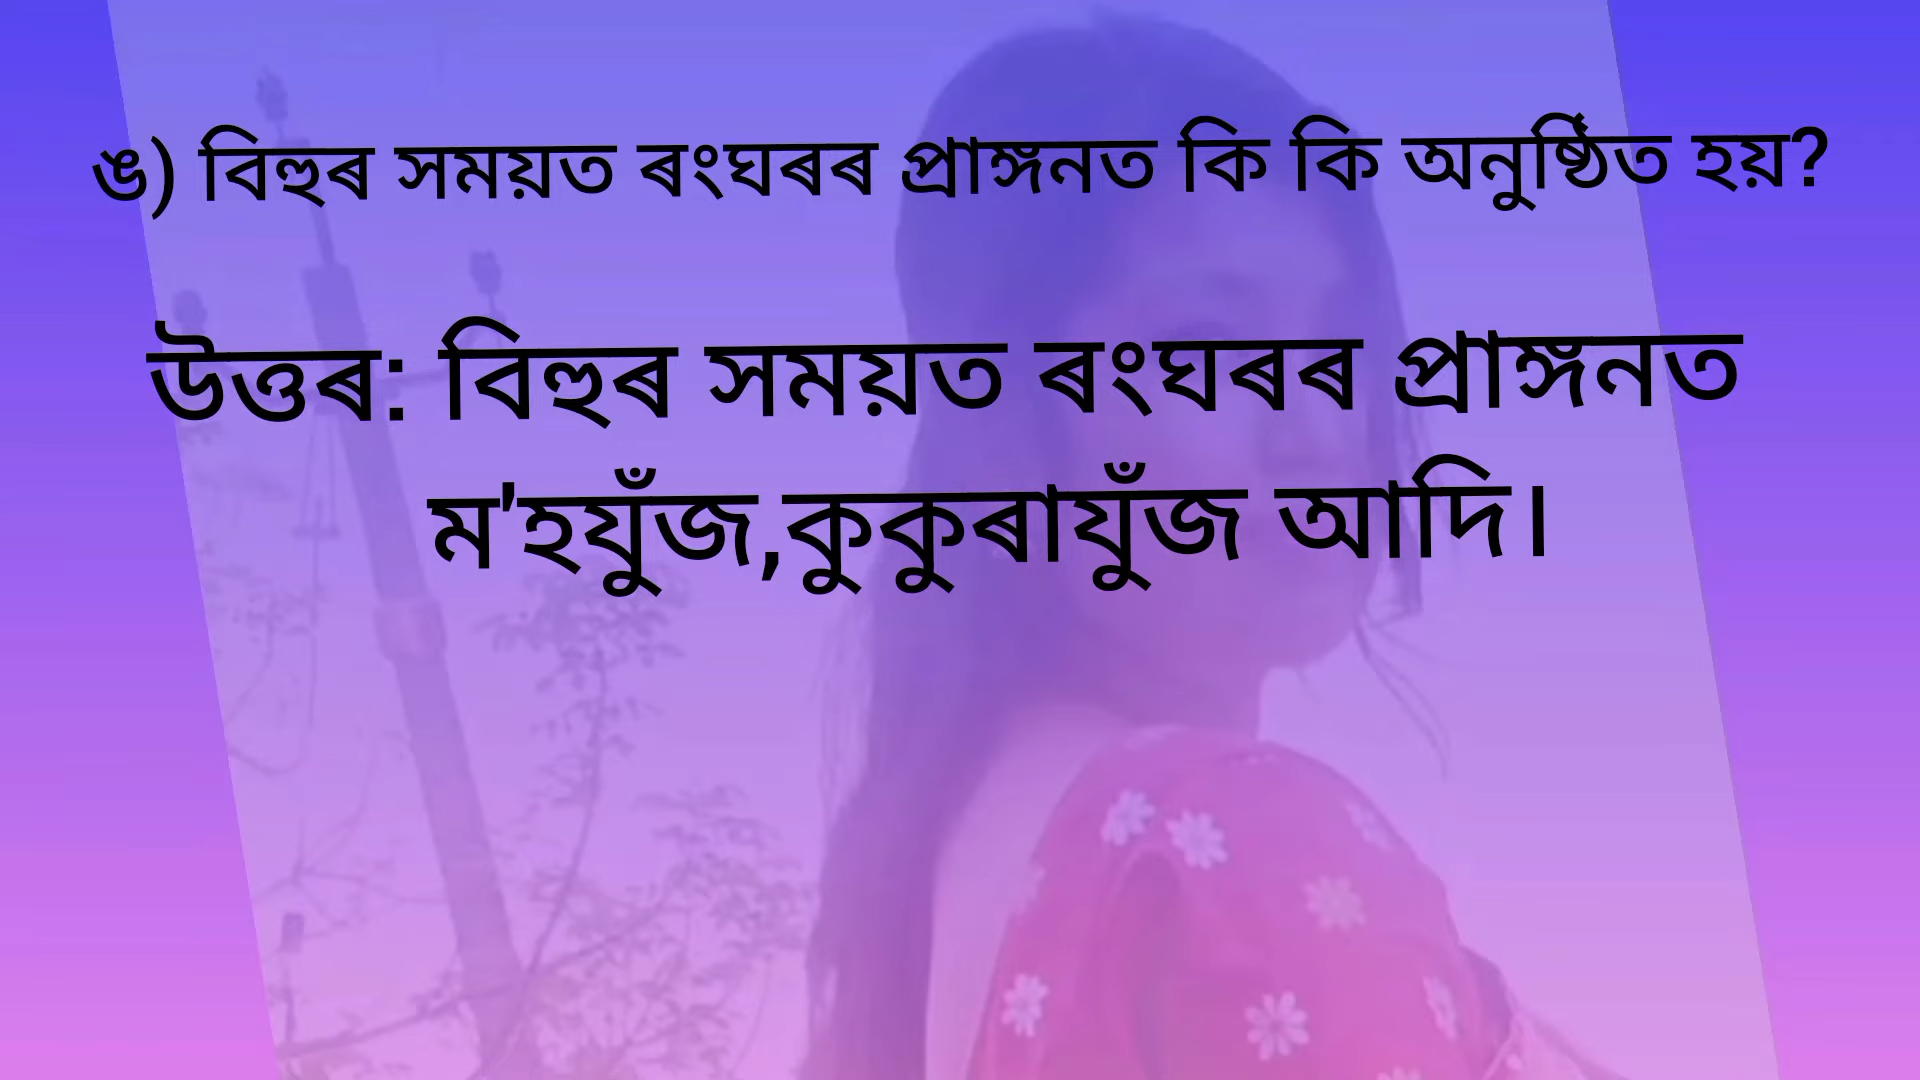 ঙ) বিহুৰ সময়ত ৰংঘৰৰ প্ৰাঙ্গনত কি কি অনুষ্ঠিত হয়?
উত্তৰ: বিহুৰ সময়ত ৰংঘৰৰ প্ৰাঙ্গনত
ম'হযুঁজ,কুকুৰাযুঁজ আদি।